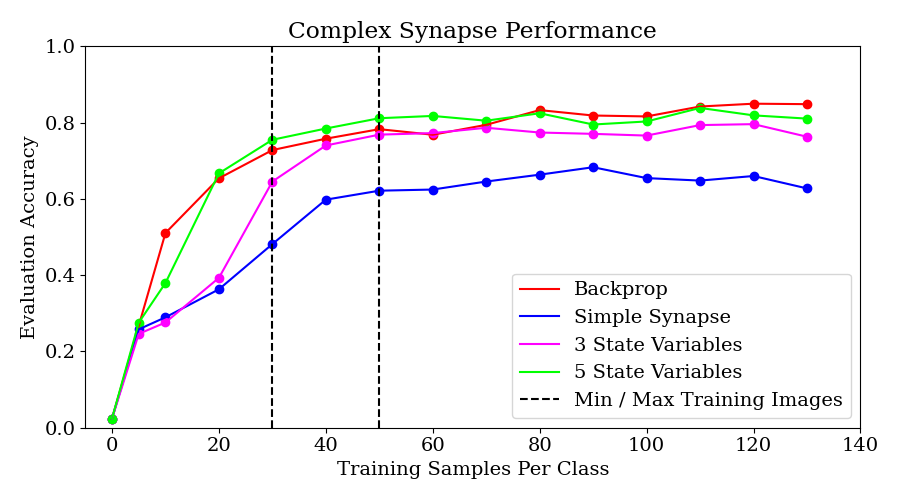 Complex Synapse Performance
Evaluation Accuracy
1.0
0.8
0.6
0.4
0.2
0.0
Backprop
Simple Synapse
3 State Variables
5 State Variables
Min / Max Training Images
0 20 40 60 80 100 120 140
Training Samples Per Class